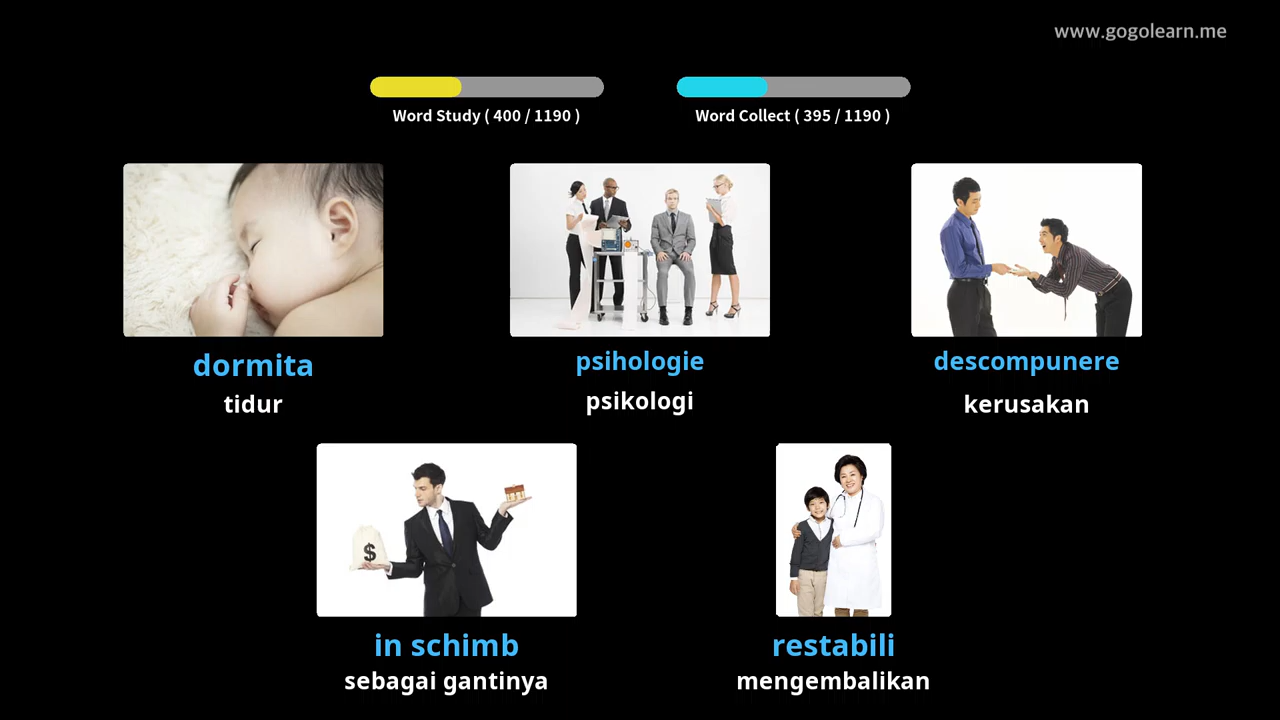 www.gogolearn.me
Word Study ( 400 / 1190 )
Word Collect ( 395 / 1190 )
dormita
tidur
psihologie
psikologi
descompunere
kerusakan
$
in schimb
sebagai gantinya
restabili
mengembalikan